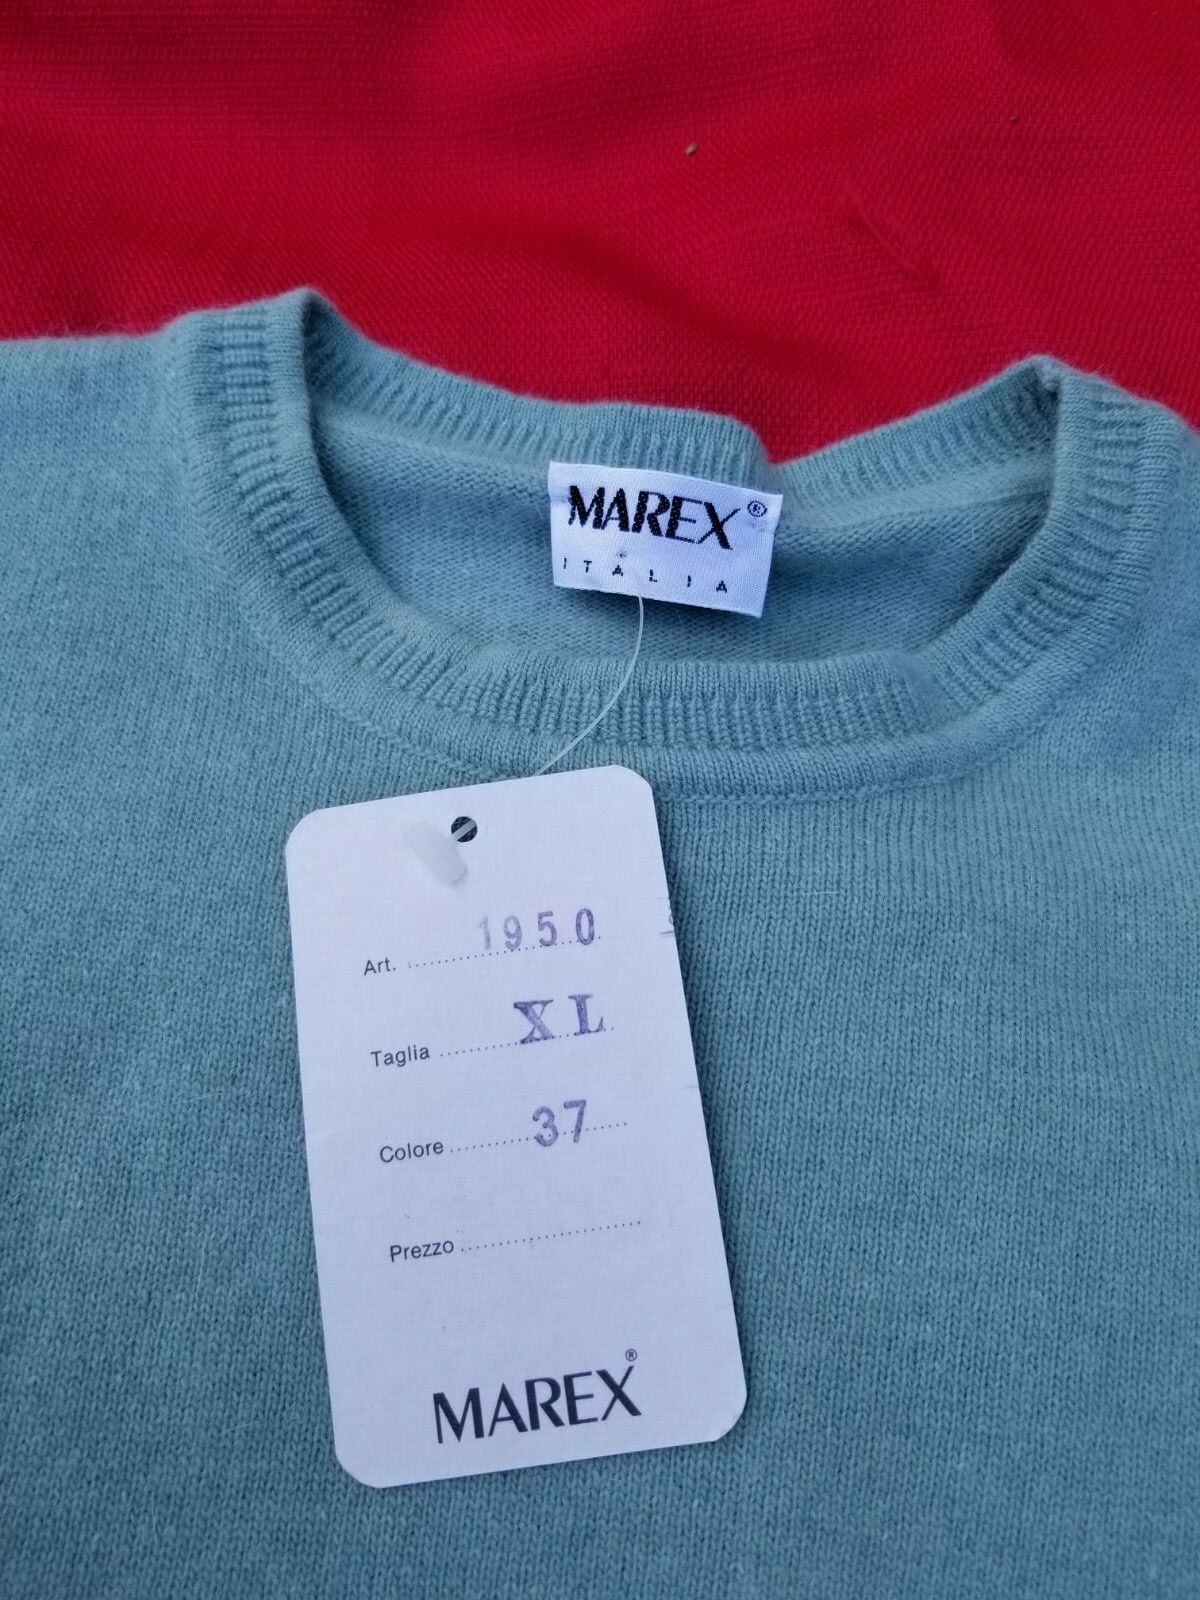 MAREX®
ITALIA
Art. 1950
Taglia XL
Colore 37
Prezzo
MAREX®